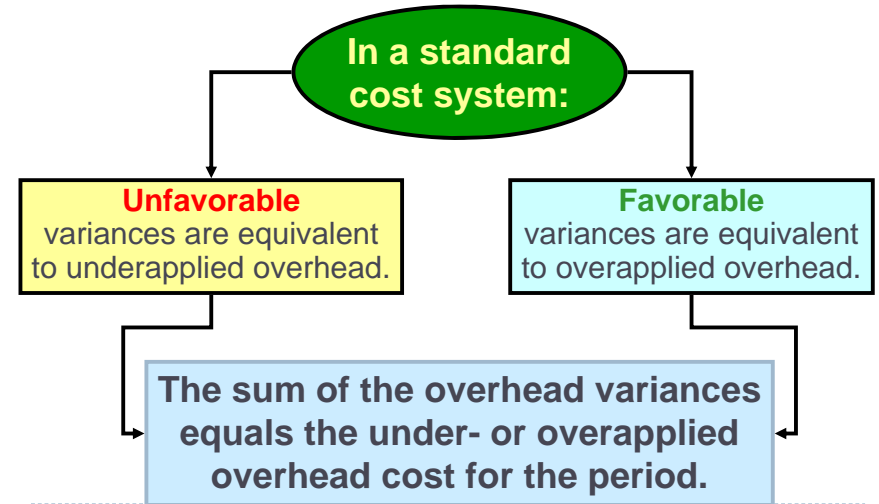 In a standard
cost system:
Unfavorable
variances are equivalent
to underapplied overhead.
Favorable
variances are equivalent
to overapplied overhead.
The sum of the overhead variances
equals the under- or overapplied
overhead cost for the period.